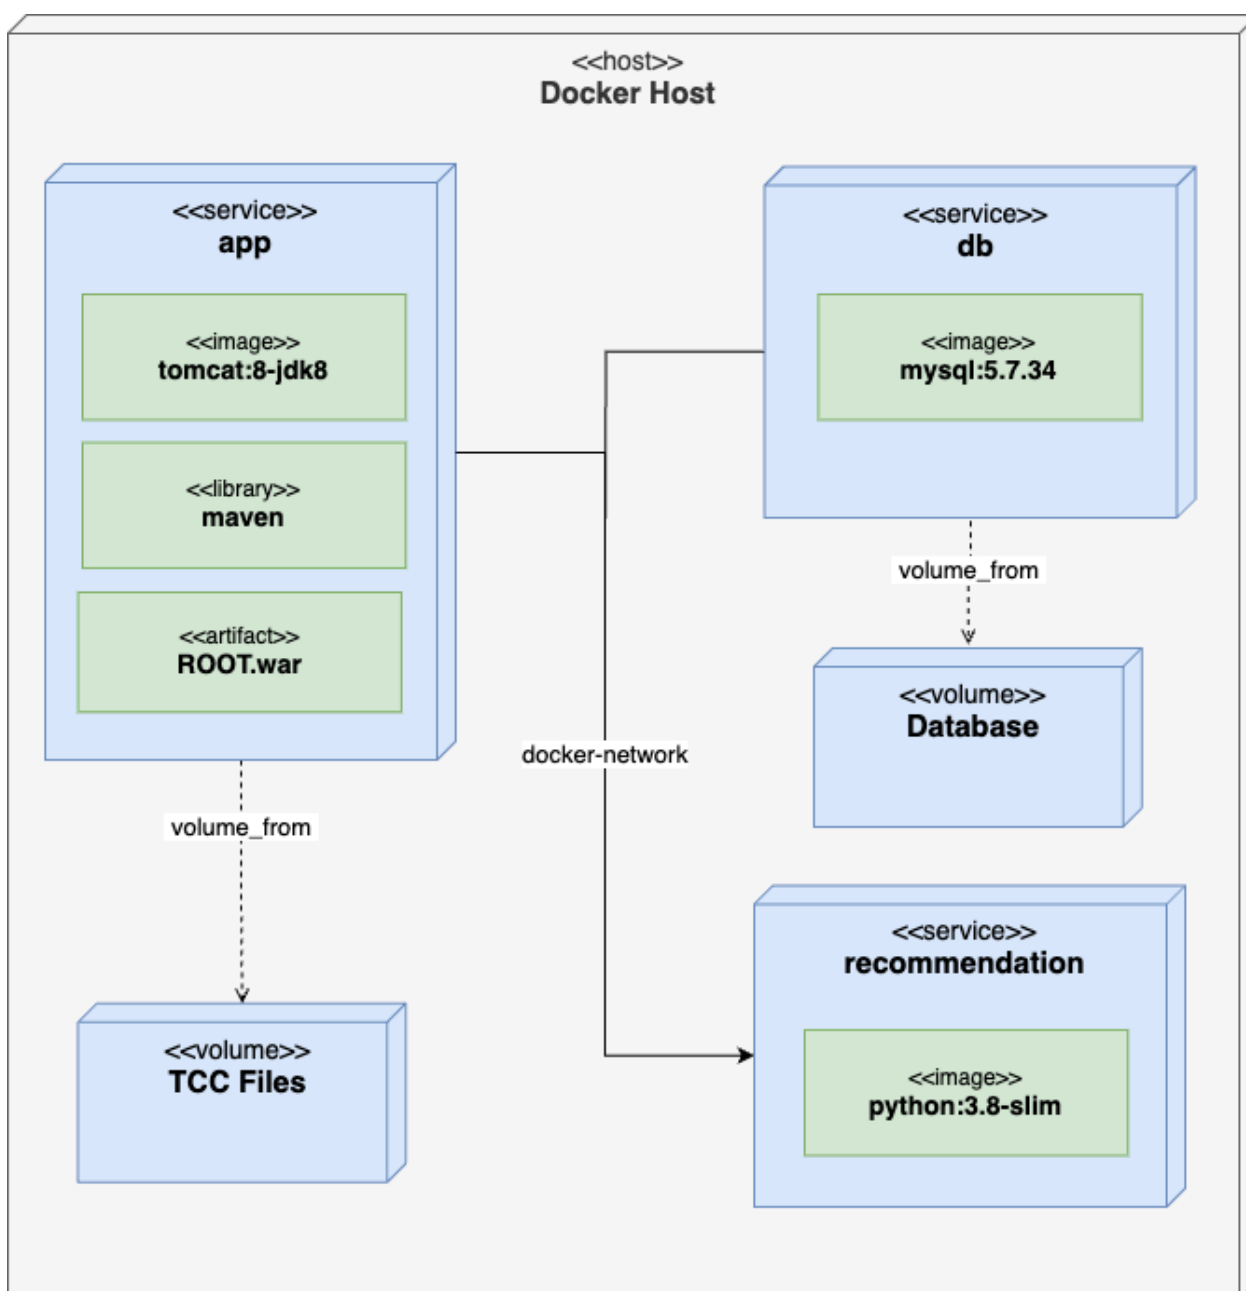 <<host>>
Docker Host
<<service>>
app
<<image>>
tomcat:8-jdk8
<<library>>
maven
<<artifact>>
ROOT.war
volume_from
<<volume>>
TCC Files
docker-network
<<service>>
db
<<image>>
mysql:5.7.34
volume_from
<<volume>>
Database
<<service>>
recommendation
<<image>>
python:3.8-slim